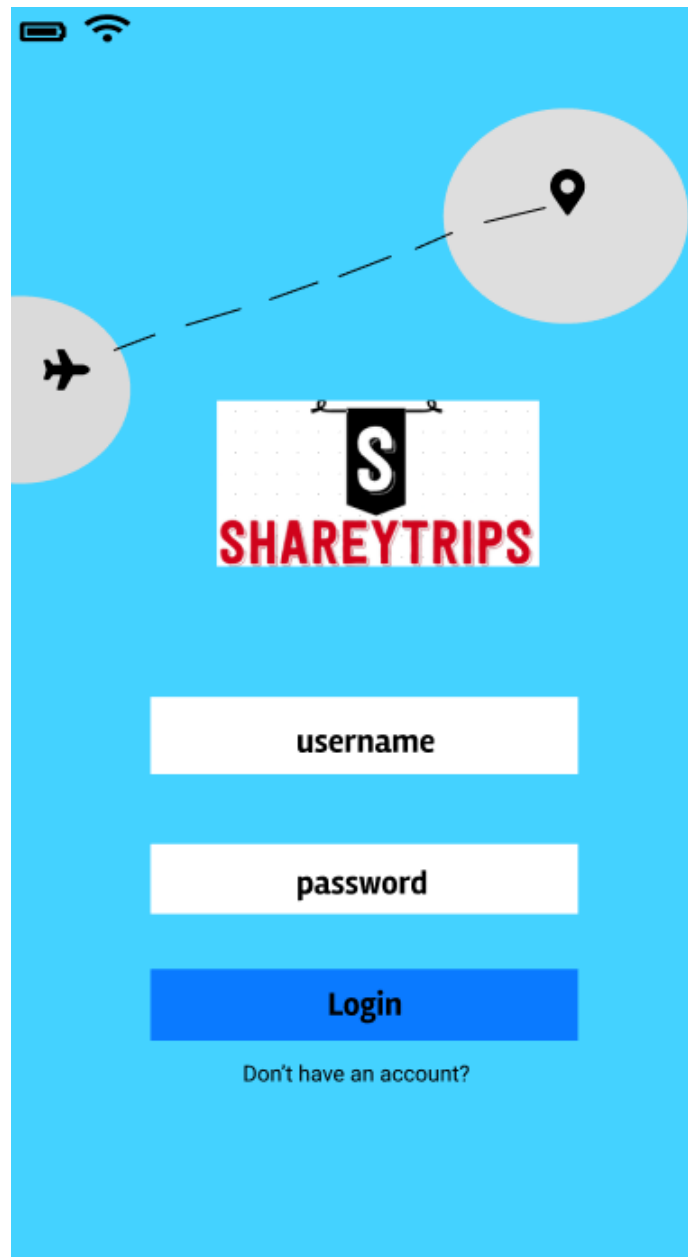 S
SHAREYTRIPS
username
password
Login
Don't have an account?